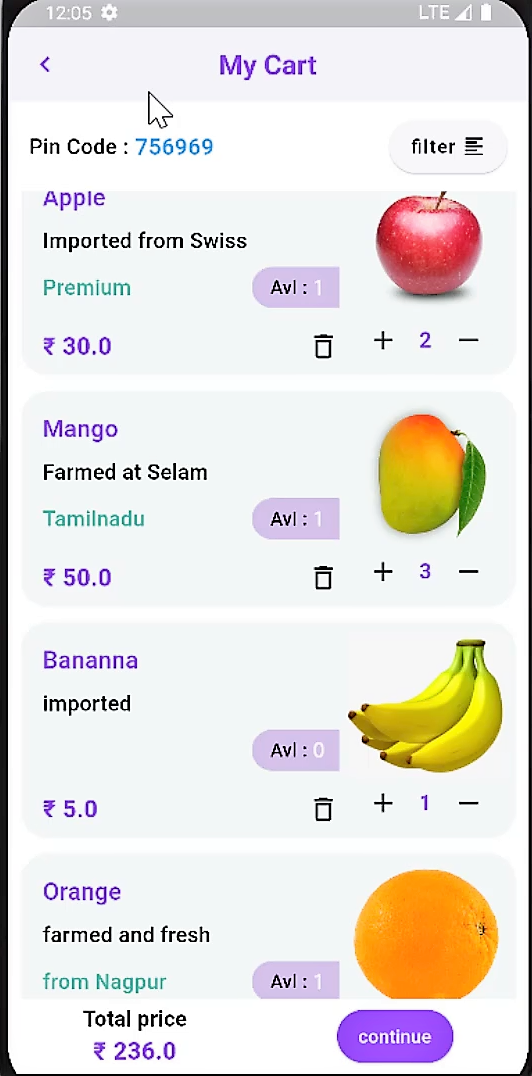 12:05 LTE
My Cart
Pin Code : 756969 filter
Apple
Imported from Swiss
Premium Avl : 1
₹ 30.0 2
Mango
Farmed at Selam
Tamilnadu Avl : 1
₹ 50.0 3
Bananna
imported
Avl : 0
₹ 5.0 1
Orange
farmed and fresh
from Nagpur Avl : 1
Total price
₹ 236.0 continue